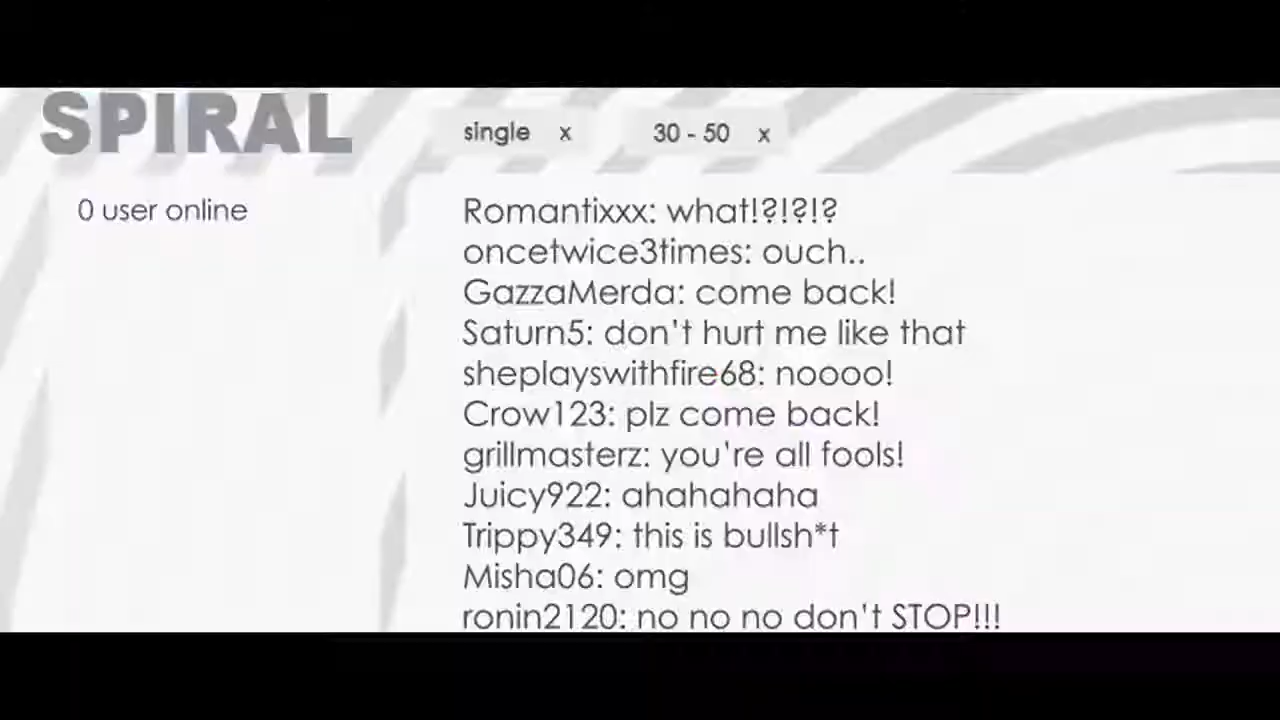 SPIRAL
single x 30 - 50 x
0 user online
Romantixxx: what!?!?!?
oncetwice3times: ouch..
GazzaMerda: come back!
Saturn5: don't hurt me like that
sheplayswithfire68: noooo!
Crow123: plz come back!
grillmasterz: you're all fools!
Juicy922: ahahahaha
Trippy349: this is bullsh*t
Misha06: omg
ronin2120: no no no don't STOP!!!